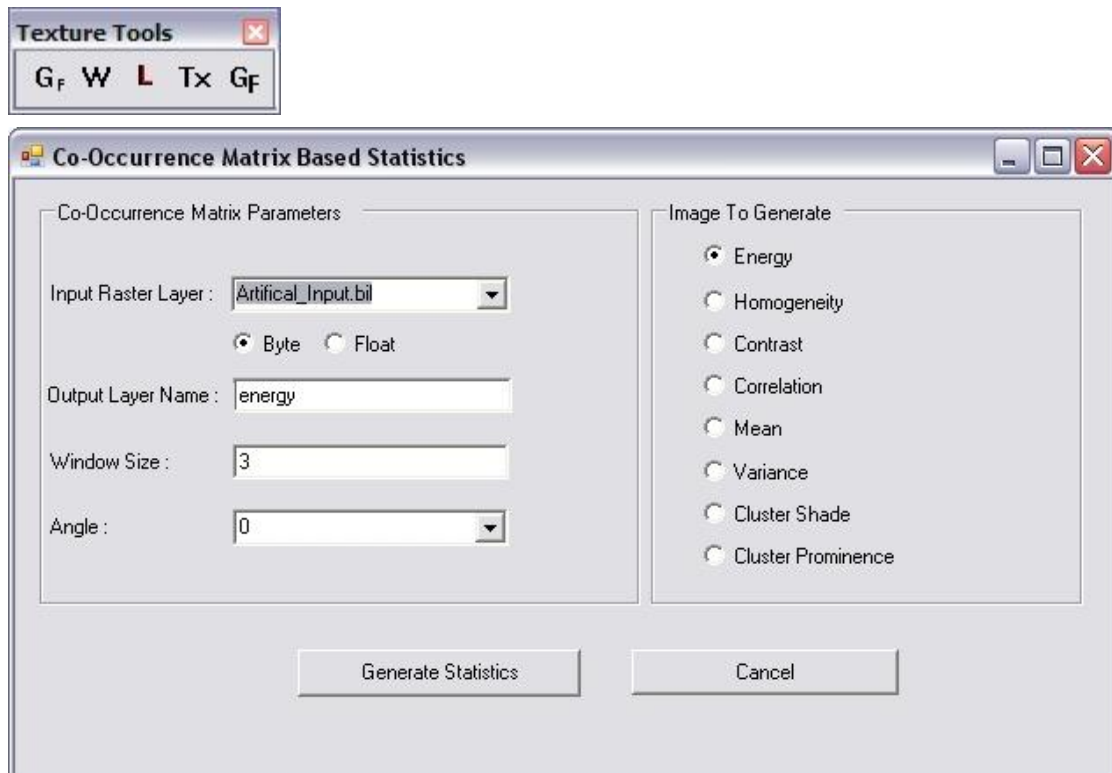 Texture Tools
GF W L Tx GF
Co-Occurrence Matrix Based Statistics
Co-Occurrence Matrix Parameters
Input Raster Layer : Artifical_Input.bil
Byte Float
Output Layer Name : energy
Window Size : 3
Angle : 0
Image To Generate
Energy
Homogeneity
Contrast
Correlation
Mean
Variance
Cluster Shade
Cluster Prominence
Generate Statistics Cancel